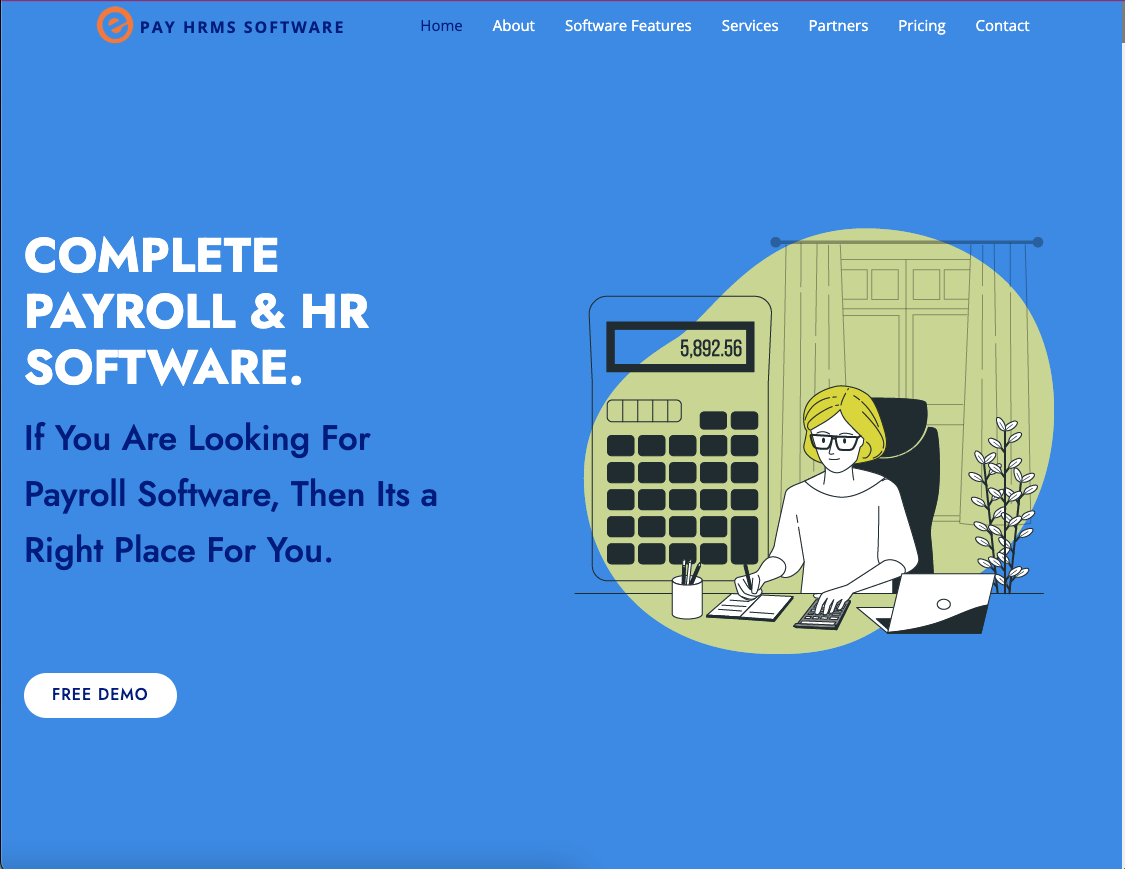 PAY HRMS SOFTWARE
Home About Software Features Services Partners Pricing Contact
COMPLETE
PAYROLL & HR
SOFTWARE.
5,892.56
If You Are Looking For
Payroll Software, Then Its a
Right Place For You.
FREE DEMO